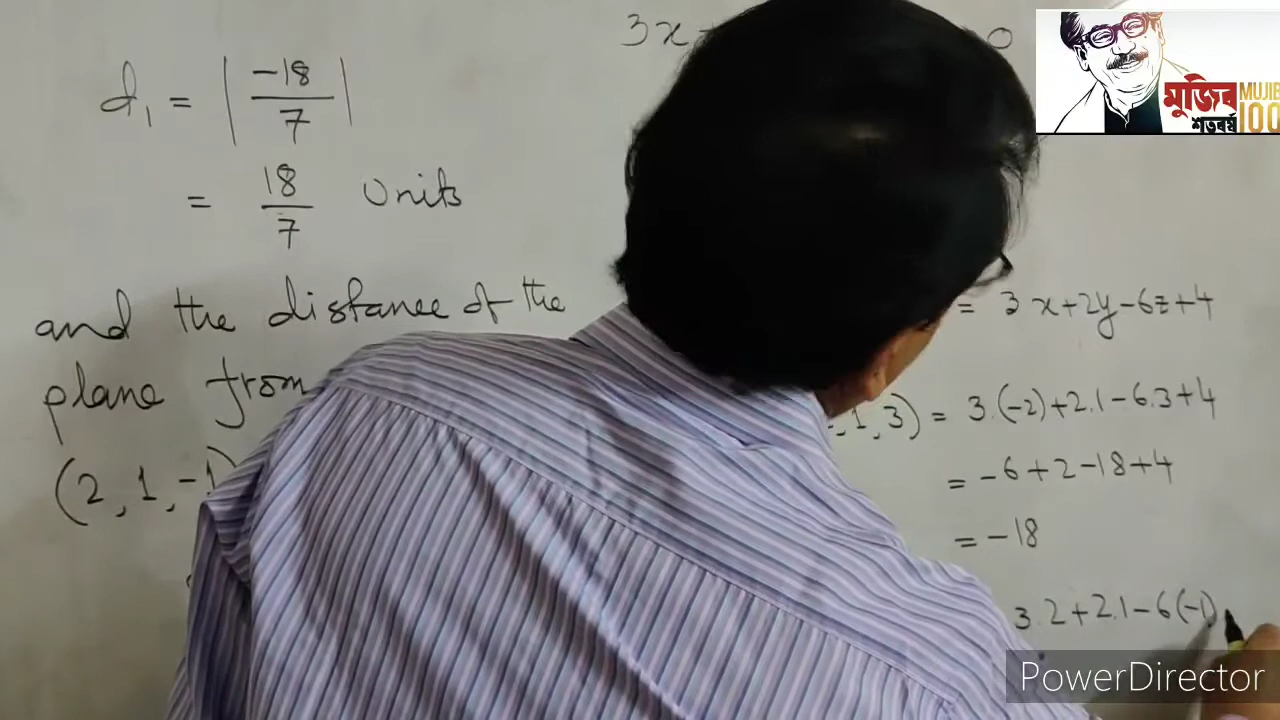 3x
d₁ = | -18/7 |
= 18/7 Units
and the distance of the
plane from
(2, 1, -1)
= 3x+2y-6z+4
,1,3) = 3.(-2)+2.1-6.3+4
= -6+2-18+4
= -18
3.2+2.1-6(-1)
মুজিব
শতবর্ষ
MUJIB
100
PowerDirector